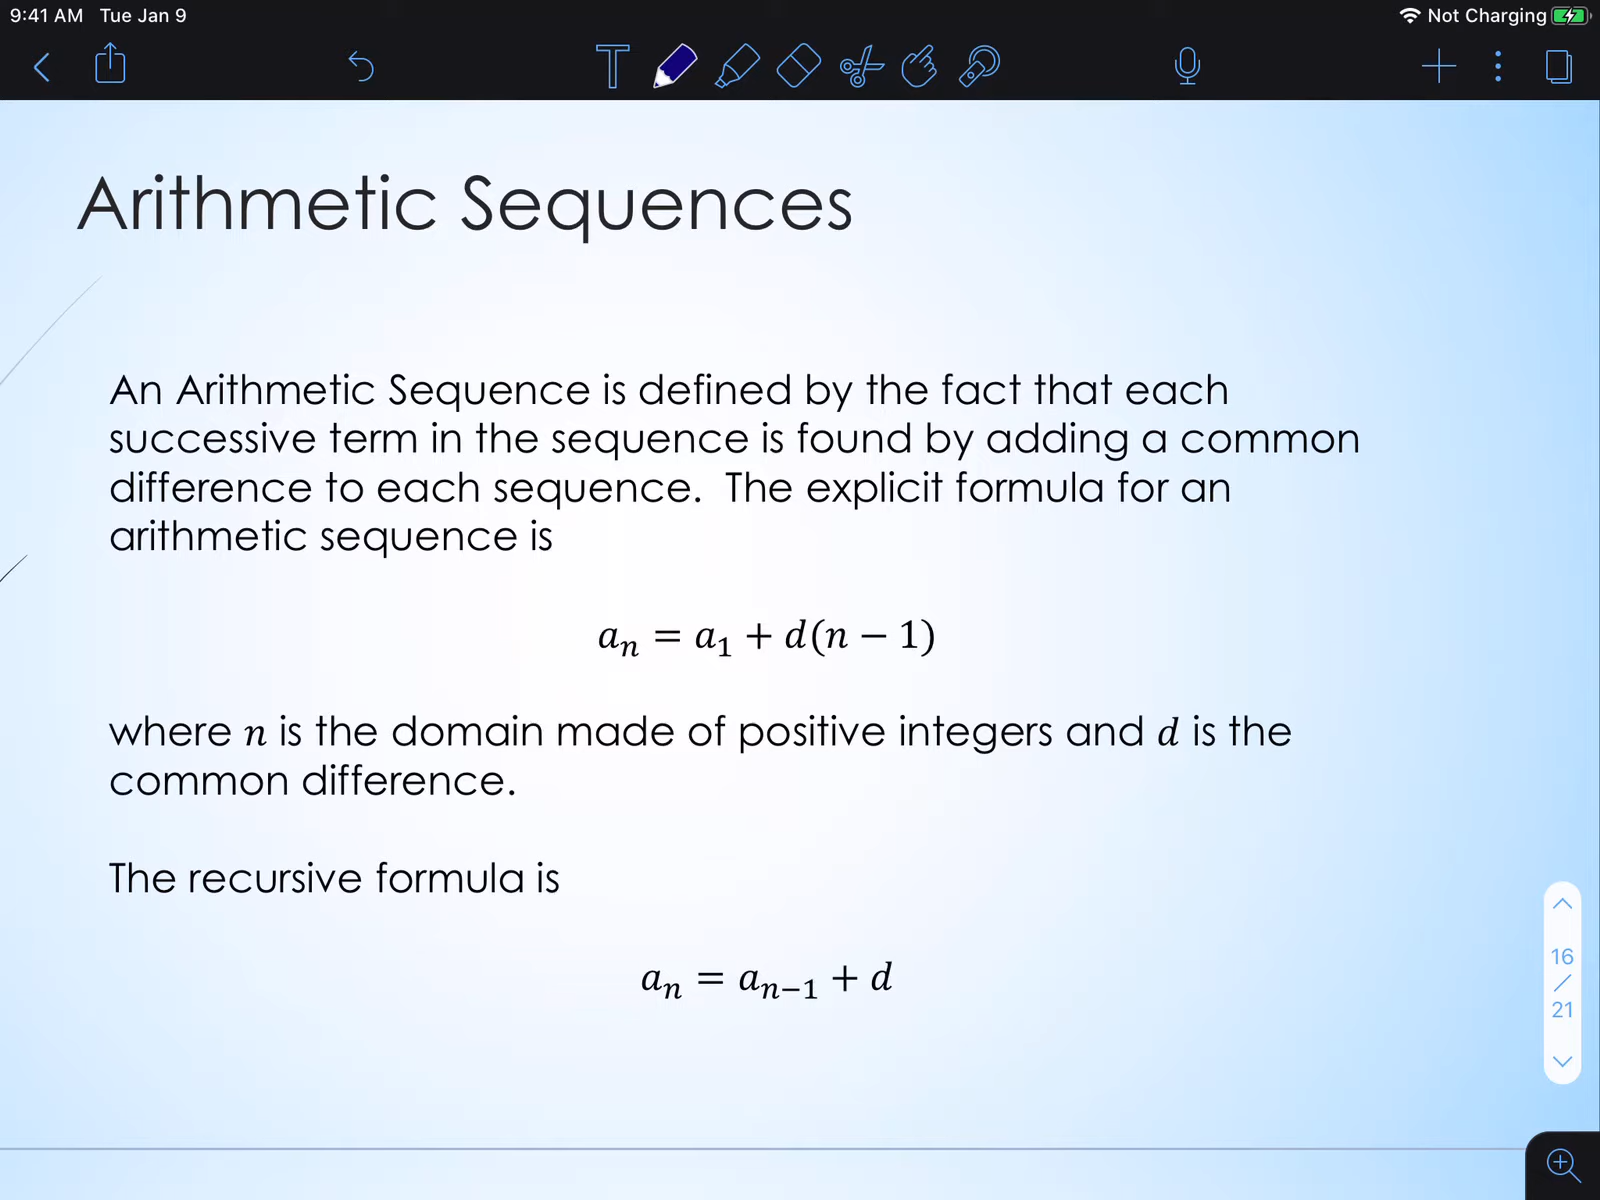 9:41 AM Tue Jan 9
Not Charging
Arithmetic Sequences
An Arithmetic Sequence is defined by the fact that each
successive term in the sequence is found by adding a common
difference to each sequence. The explicit formula for an
arithmetic sequence is
aₙ = a₁ + d(n − 1)
where n is the domain made of positive integers and d is the
common difference.
The recursive formula is
aₙ = aₙ₋₁ + d
16
/
21